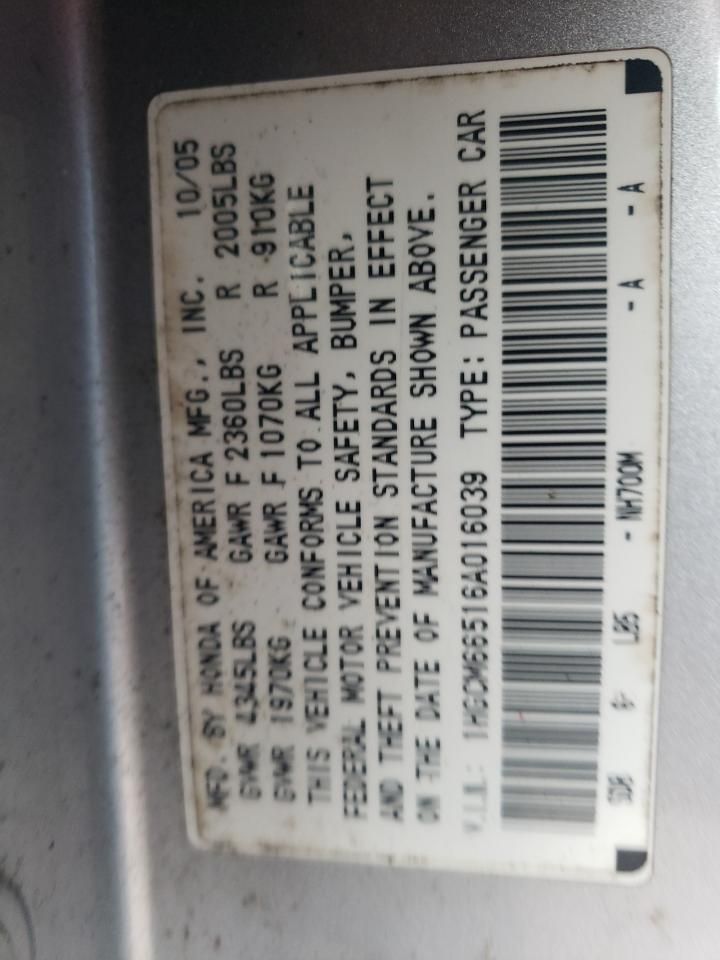 MFD. BY HONDA OF AMERICA MFG., INC. 10/05
GVWR 4345LBS GAWR F 2360LBS R 2005LBS
GVWR 1970KG GAWR F 1070KG R 910KG
THIS VEHICLE CONFORMS TO ALL APPLICABLE
FEDERAL MOTOR VEHICLE SAFETY, BUMPER,
AND THEFT PREVENTION STANDARDS IN EFFECT
ON THE DATE OF MANUFACTURE SHOWN ABOVE.
V.I.N.: 1HGCM66516A016039 TYPE: PASSENGER CAR
SDB - NH700M - A - A